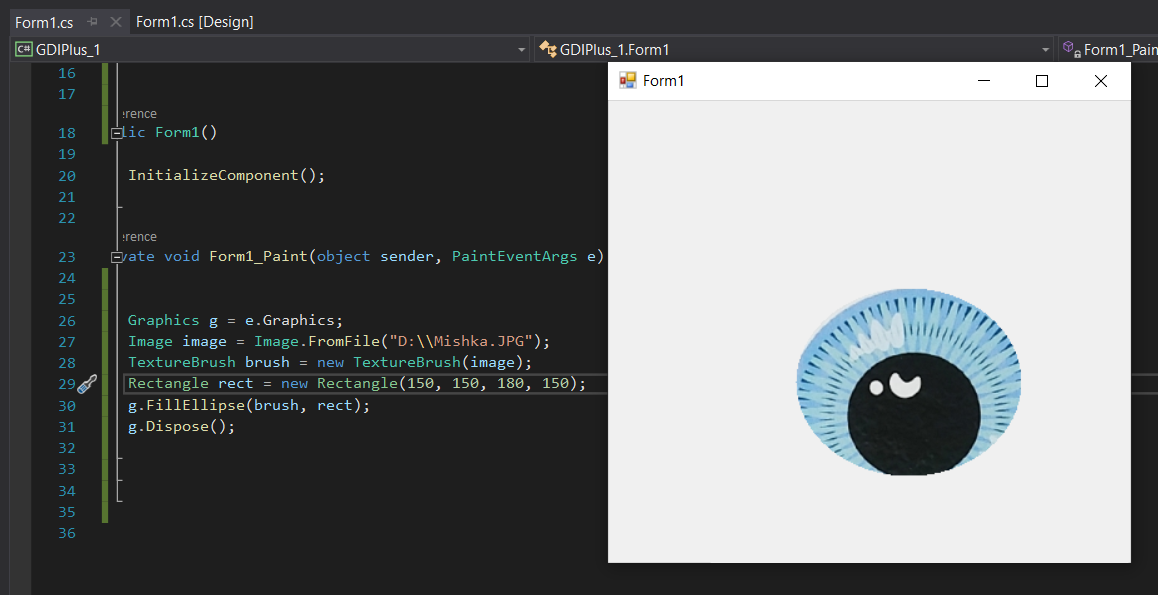 Form1.cs Form1.cs [Design]
C# GDIPlus_1 GDIPlus_1.Form1 Form1_Pain
Form1
16
17
erence
18 lic Form1()
19
20 InitializeComponent();
21
22
erence
23 vate void Form1_Paint(object sender, PaintEventArgs e)
24
25
26 Graphics g = e.Graphics;
27 Image image = Image.FromFile("D:\\Mishka.JPG");
28 TextureBrush brush = new TextureBrush(image);
29 Rectangle rect = new Rectangle(150, 150, 180, 150);
30 g.FillEllipse(brush, rect);
31 g.Dispose();
32
33
34
35
36